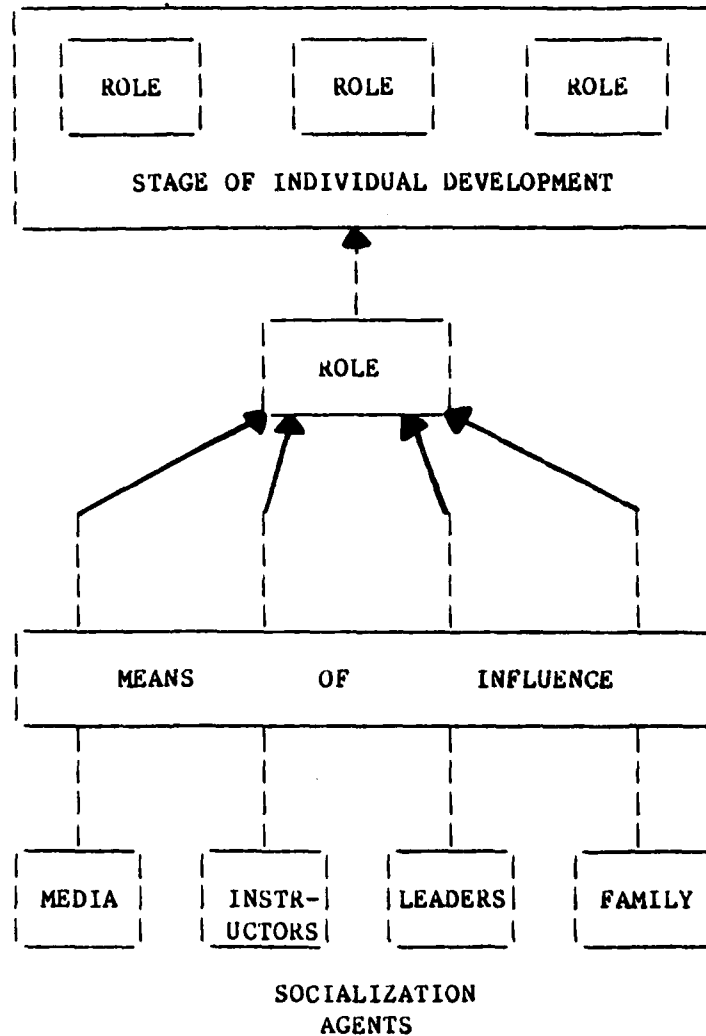 ROLE ROLE ROLE
STAGE OF INDIVIDUAL DEVELOPMENT
ROLE
MEANS OF INFLUENCE
MEDIA INSTR- LEADERS FAMILY
UCTORS
SOCIALIZATION
AGENTS